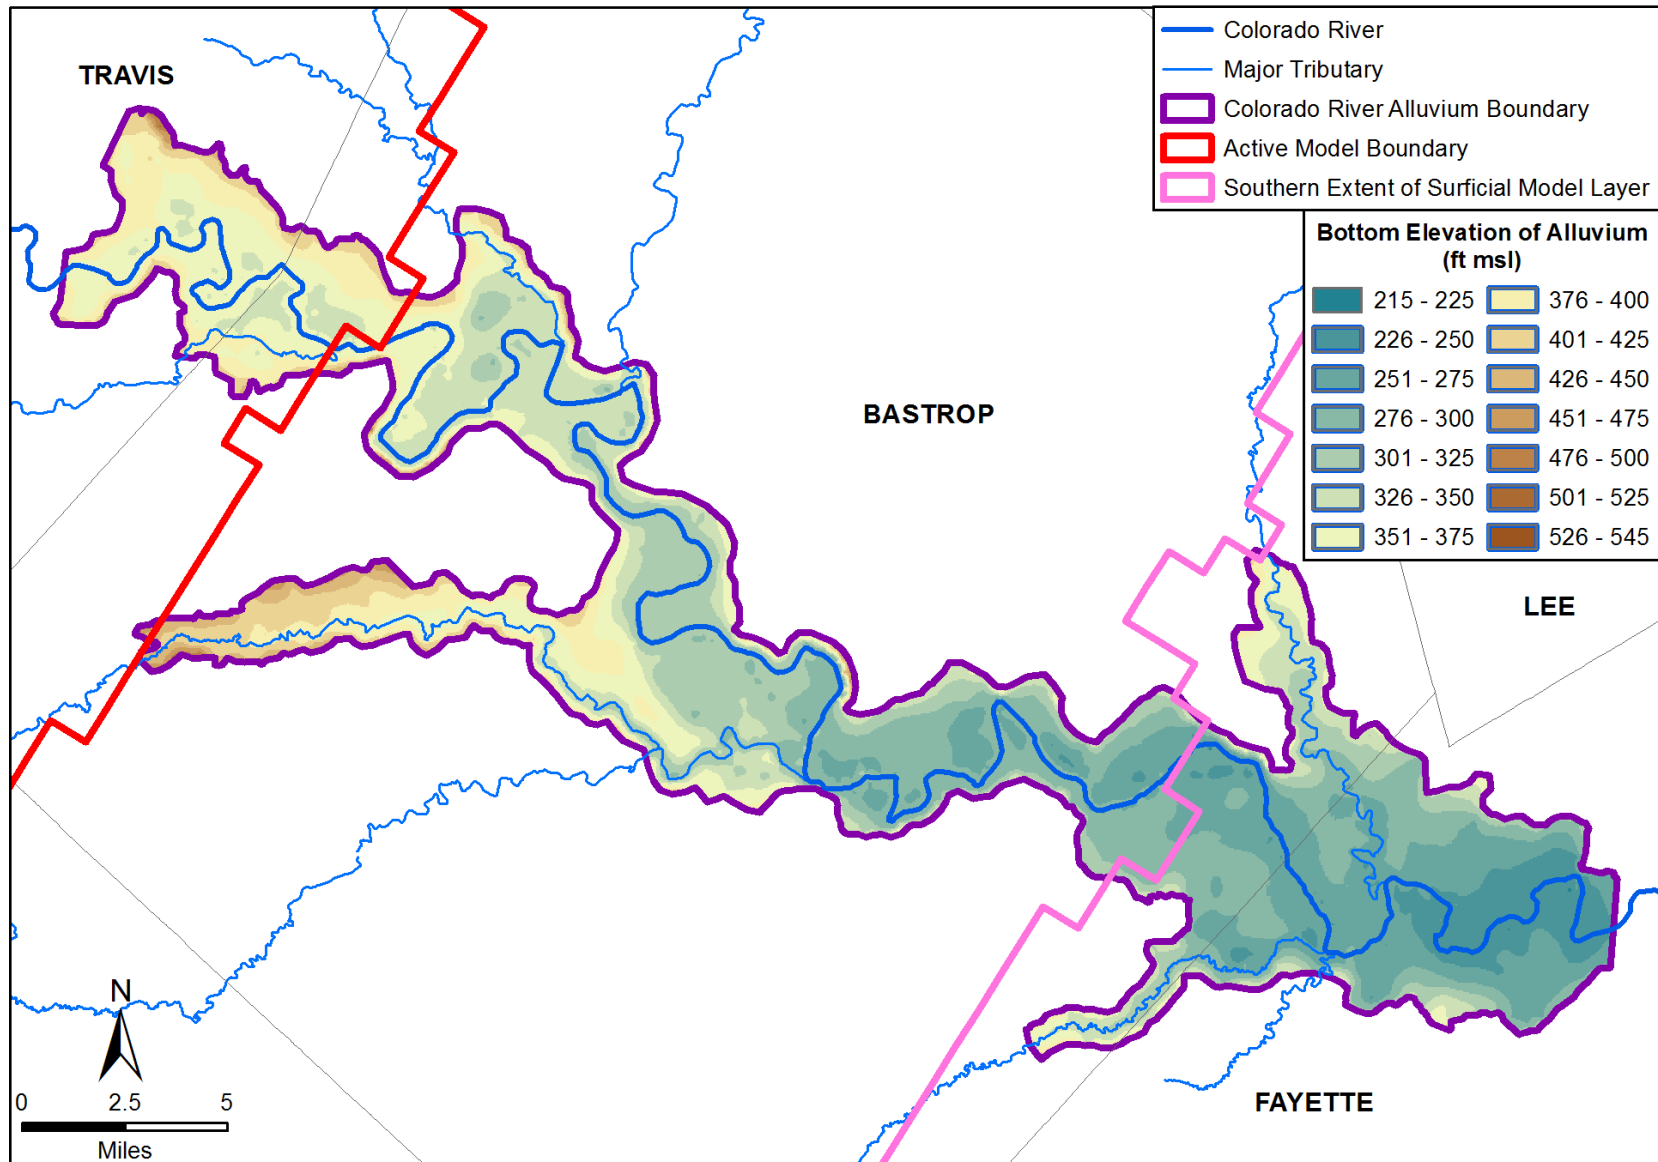 Colorado River
Major Tributary
Colorado River Alluvium Boundary
Active Model Boundary
Southern Extent of Surficial Model Layer
Bottom Elevation of Alluvium
(ft msl)
215 - 225 376 - 400
226 - 250 401 - 425
251 - 275 426 - 450
276 - 300 451 - 475
301 - 325 476 - 500
326 - 350 501 - 525
351 - 375 526 - 545
TRAVIS
BASTROP
LEE
FAYETTE
N
0 2.5 5
Miles